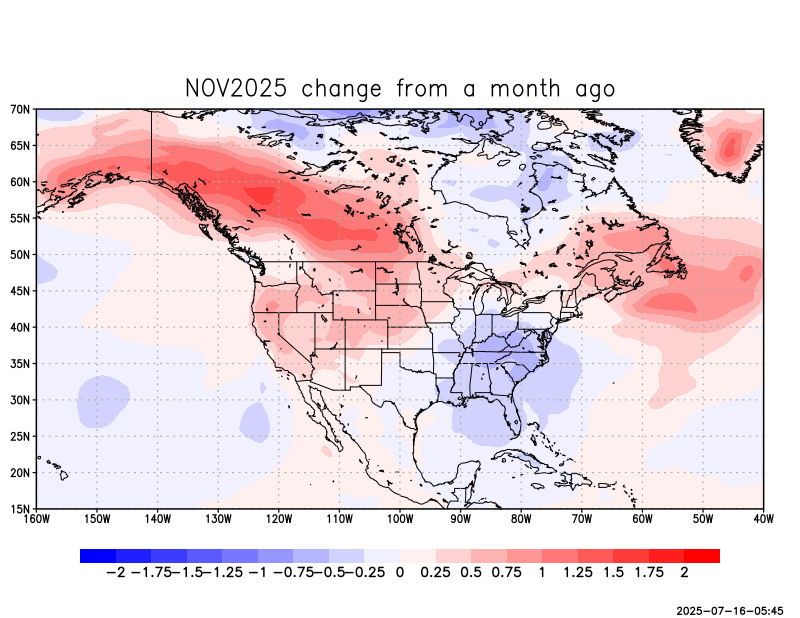 NOV2025 change from a month ago
70N
65N
60N
55N
50N
45N
40N
35N
30N
25N
20N
15N
160W 150W 140W 130W 120W 110W 100W 90W 80W 70W 60W 50W 40W
-2 -1.75 -1.5 -1.25 -1 -0.75 -0.5 -0.25 0 0.25 0.5 0.75 1 1.25 1.5 1.75 2
2025-07-16-05:45